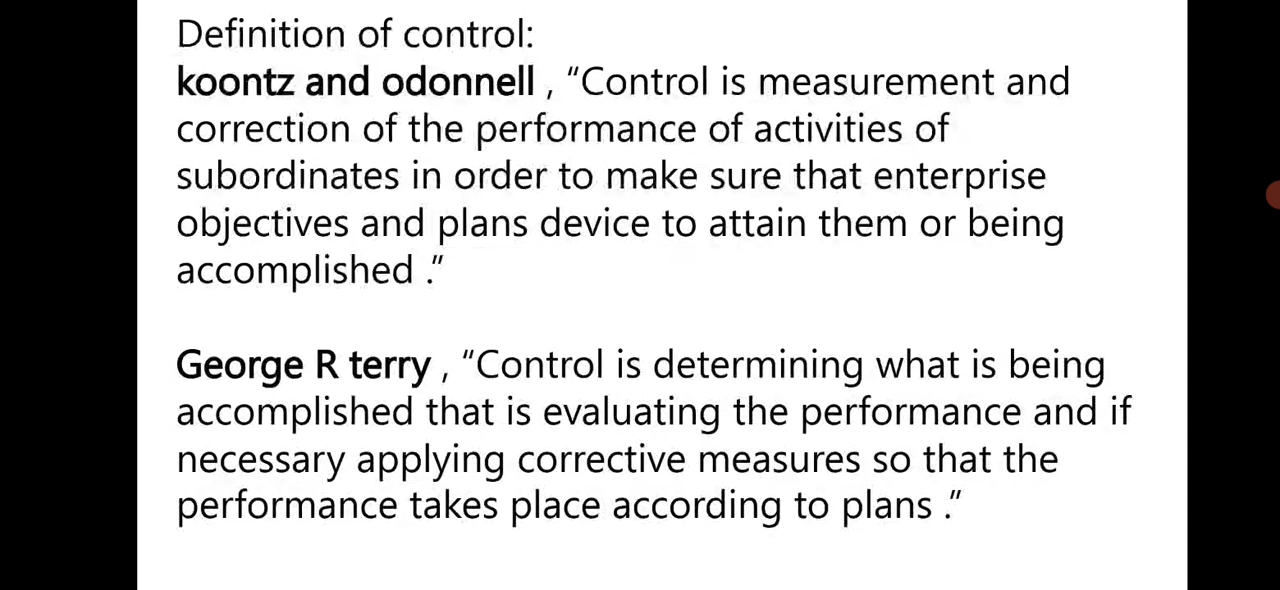 Definition of control:
koontz and odonnell , “Control is measurement and
correction of the performance of activities of
subordinates in order to make sure that enterprise
objectives and plans device to attain them or being
accomplished .”
George R terry , “Control is determining what is being
accomplished that is evaluating the performance and if
necessary applying corrective measures so that the
performance takes place according to plans .”